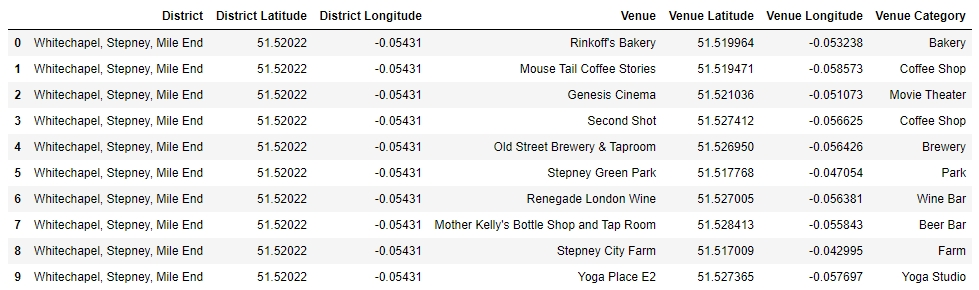 District District Latitude District Longitude Venue Venue Latitude Venue Longitude Venue Category
0 Whitechapel, Stepney, Mile End 51.52022 -0.05431 Rinkoff's Bakery 51.519964 -0.053238 Bakery
1 Whitechapel, Stepney, Mile End 51.52022 -0.05431 Mouse Tail Coffee Stories 51.519471 -0.058573 Coffee Shop
2 Whitechapel, Stepney, Mile End 51.52022 -0.05431 Genesis Cinema 51.521036 -0.051073 Movie Theater
3 Whitechapel, Stepney, Mile End 51.52022 -0.05431 Second Shot 51.527412 -0.056625 Coffee Shop
4 Whitechapel, Stepney, Mile End 51.52022 -0.05431 Old Street Brewery & Taproom 51.526950 -0.056426 Brewery
5 Whitechapel, Stepney, Mile End 51.52022 -0.05431 Stepney Green Park 51.517768 -0.047054 Park
6 Whitechapel, Stepney, Mile End 51.52022 -0.05431 Renegade London Wine 51.527005 -0.056381 Wine Bar
7 Whitechapel, Stepney, Mile End 51.52022 -0.05431 Mother Kelly's Bottle Shop and Tap Room 51.528413 -0.055843 Beer Bar
8 Whitechapel, Stepney, Mile End 51.52022 -0.05431 Stepney City Farm 51.517009 -0.042995 Farm
9 Whitechapel, Stepney, Mile End 51.52022 -0.05431 Yoga Place E2 51.527365 -0.057697 Yoga Studio